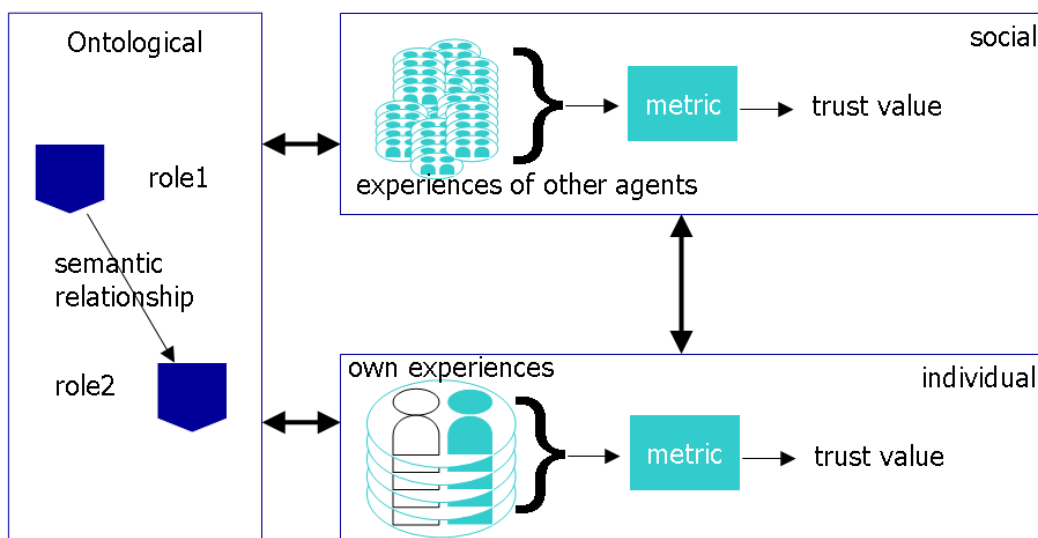 Ontological
role1
semantic
relationship
role2
social
metric
trust value
experiences of other agents
own experiences
individual
metric
trust value